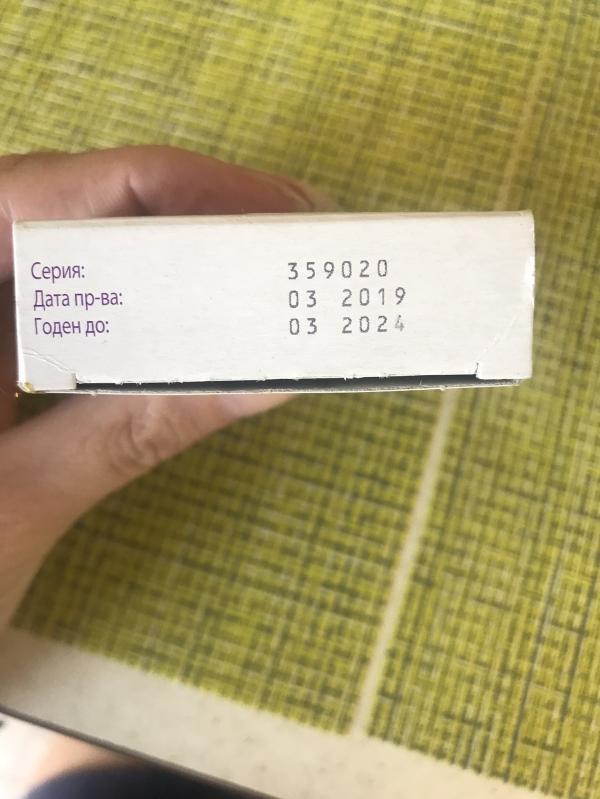 Серия: 359020
Дата пр-ва: 03 2019
Годен до: 03 2024